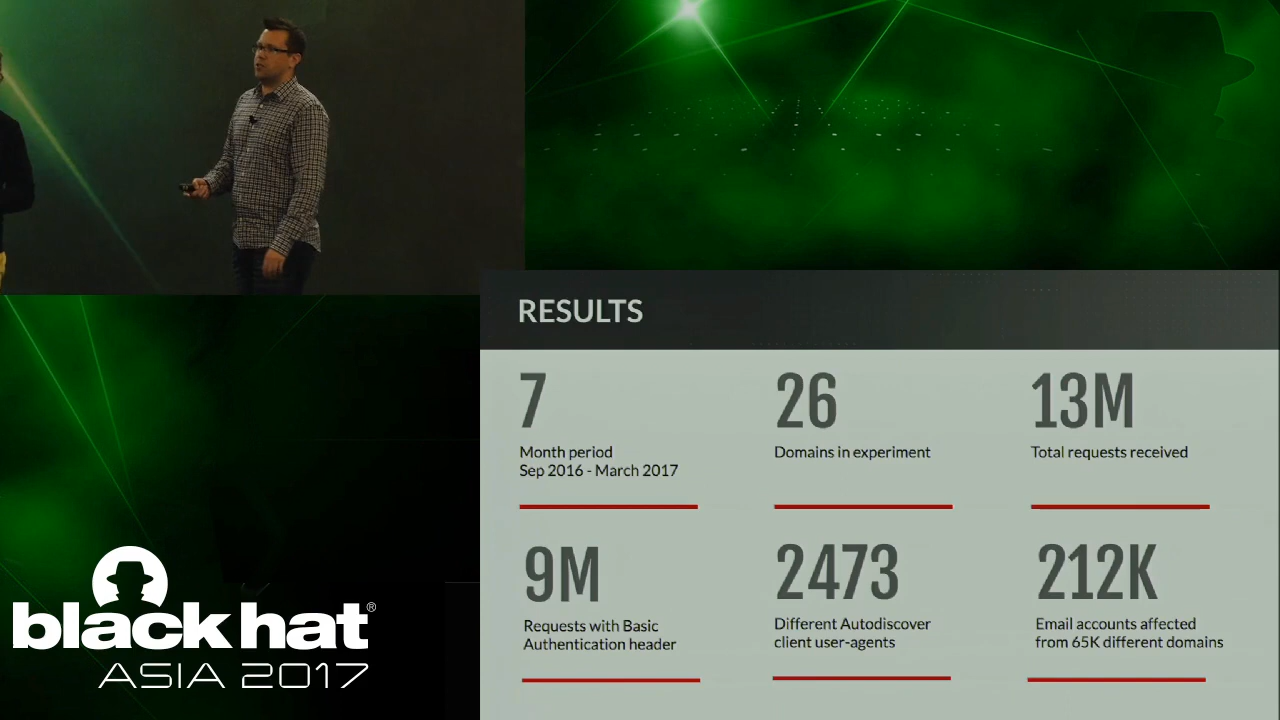 RESULTS
7
Month period
Sep 2016 - March 2017
26
Domains in experiment
13M
Total requests received
9M
Requests with Basic
Authentication header
2473
Different Autodiscover
client user-agents
212K
Email accounts affected
from 65K different domains
black hat®
ASIA 2017